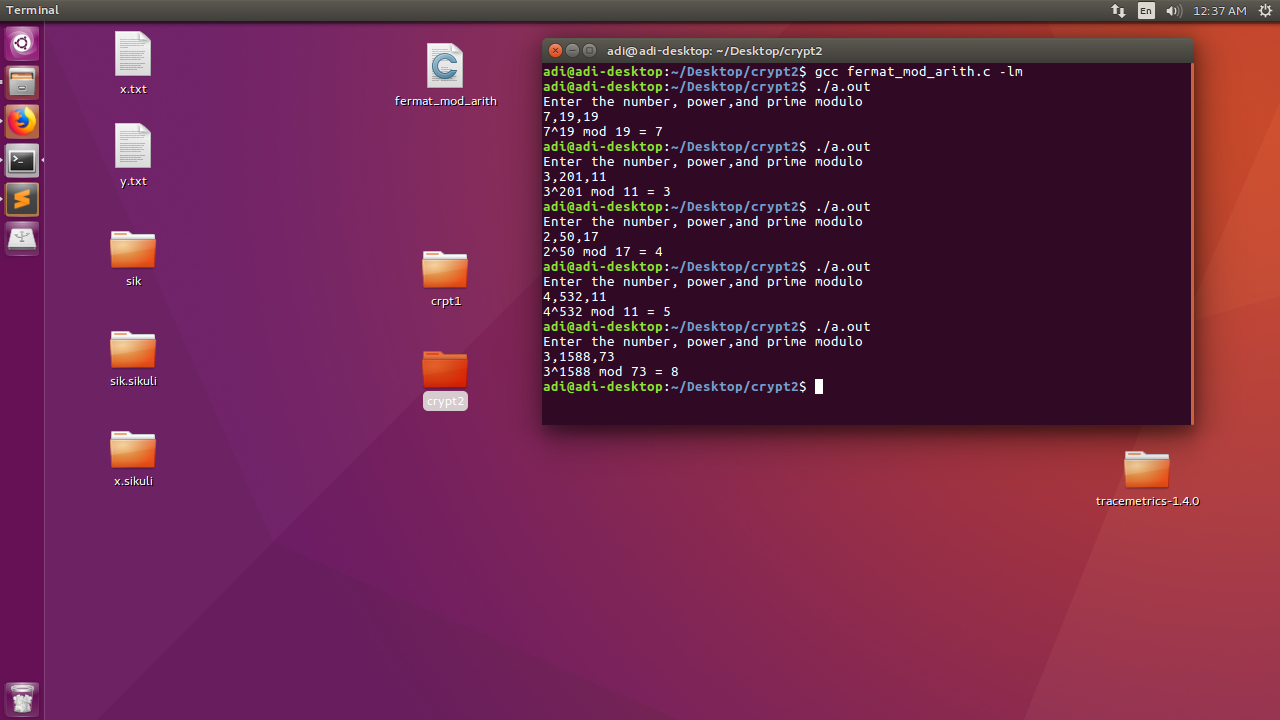 Terminal
En
12:37 AM
x.txt
fermat_mod_arith
y.txt
sik
crpt1
sik.sikuli
crypt2
x.sikuli
tracemetrics-1.4.0
adi@adi-desktop: ~/Desktop/crypt2
adi@adi-desktop:~/Desktop/crypt2$ gcc fermat_mod_arith.c -lm
adi@adi-desktop:~/Desktop/crypt2$ ./a.out
Enter the number, power,and prime modulo
7,19,19
7^19 mod 19 = 7
adi@adi-desktop:~/Desktop/crypt2$ ./a.out
Enter the number, power,and prime modulo
3,201,11
3^201 mod 11 = 3
adi@adi-desktop:~/Desktop/crypt2$ ./a.out
Enter the number, power,and prime modulo
2,50,17
2^50 mod 17 = 4
adi@adi-desktop:~/Desktop/crypt2$ ./a.out
Enter the number, power,and prime modulo
4,532,11
4^532 mod 11 = 5
adi@adi-desktop:~/Desktop/crypt2$ ./a.out
Enter the number, power,and prime modulo
3,1588,73
3^1588 mod 73 = 8
adi@adi-desktop:~/Desktop/crypt2$